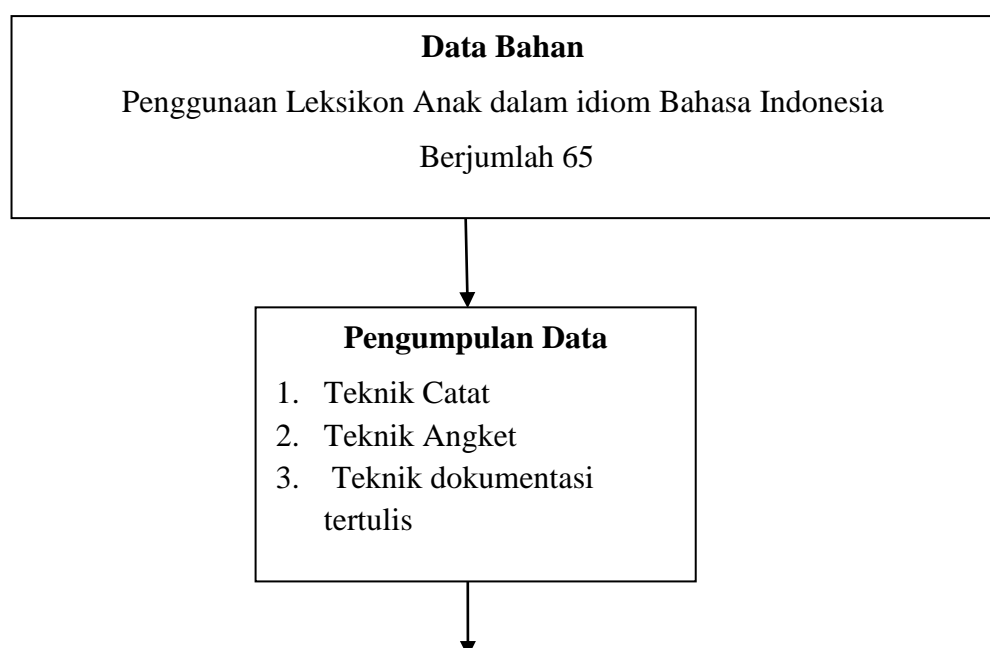 Data Bahan
Penggunaan Leksikon Anak dalam idiom Bahasa Indonesia
Berjumlah 65
Pengumpulan Data
1. Teknik Catat
2. Teknik Angket
3. Teknik dokumentasi
tertulis